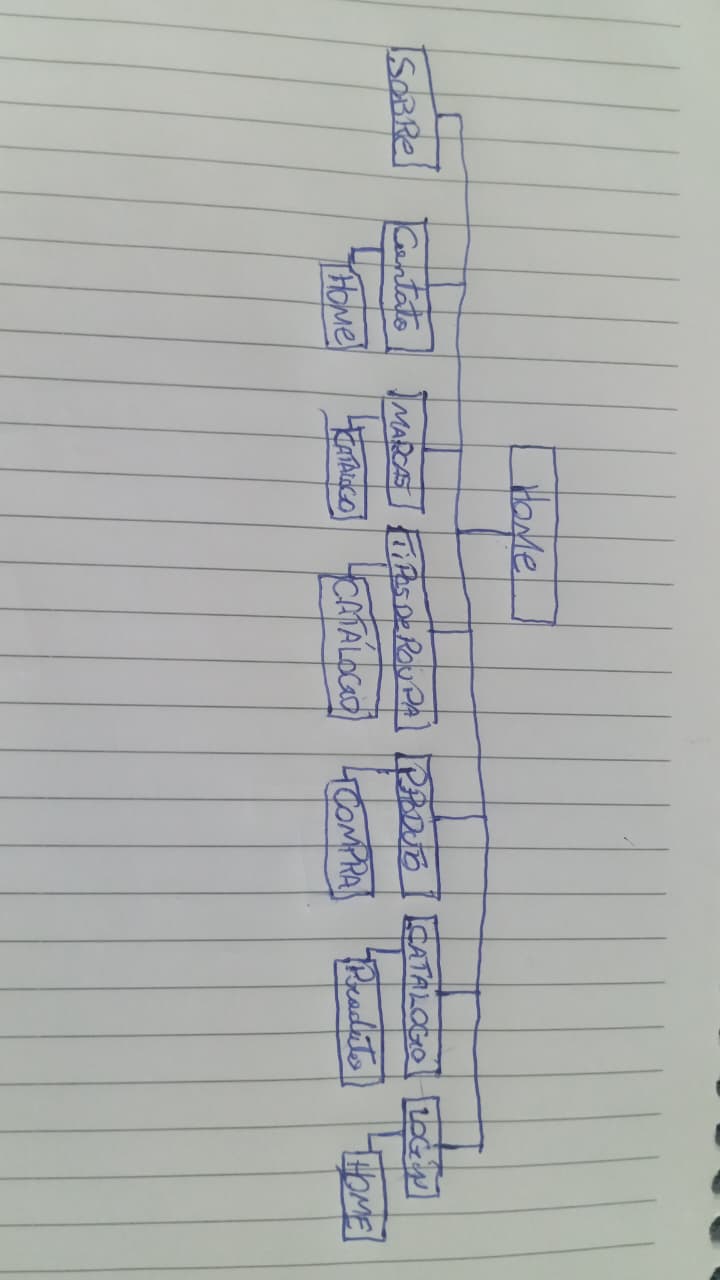 HOME
SOBRE
Contato
MARCAS
TIPOS DE ROUPA
PRODUTO
CATALOGO
LOGIN
HOME
CATALOGO
CATÁLOGO
COMPRA
Produto
HOME